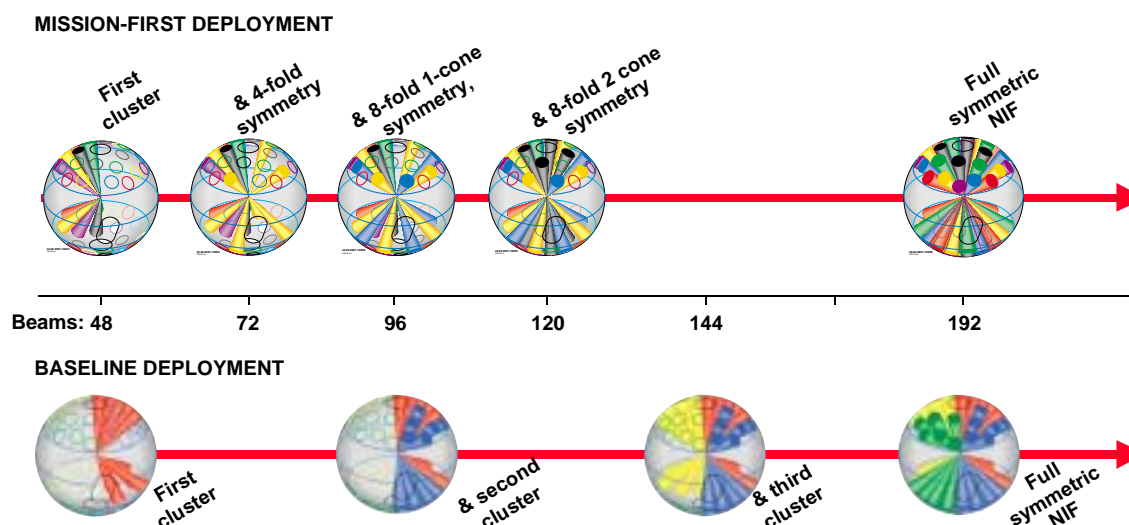 MISSION-FIRST DEPLOYMENT
First
cluster
& 4-fold
symmetry
& 8-fold 1-cone
symmetry,
& 8-fold 2 cone
symmetry
Full
symmetric
NIF
Beams: 48 72 96 120 144 192
BASELINE DEPLOYMENT
First
cluster
& second
cluster
& third
cluster
Full
symmetric
NIF